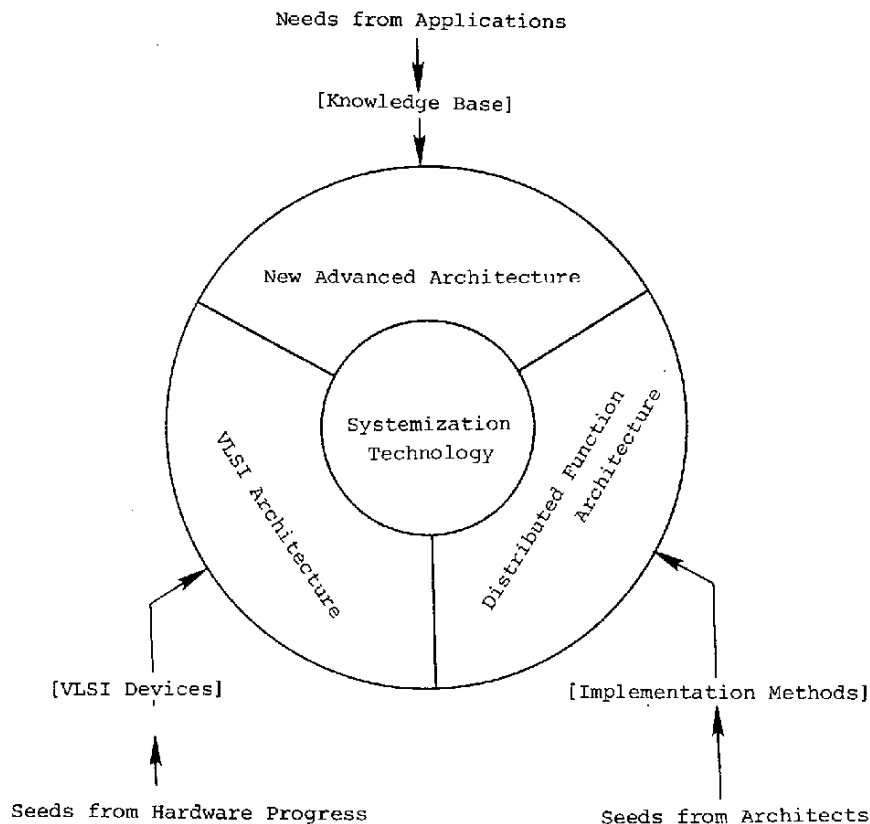 Needs from Applications
[Knowledge Base]
New Advanced Architecture
Systemization
Technology
VLSI Architecture
Distributed Function
Architecture
[VLSI Devices]
[Implementation Methods]
Seeds from Hardware Progress
Seeds from Architects